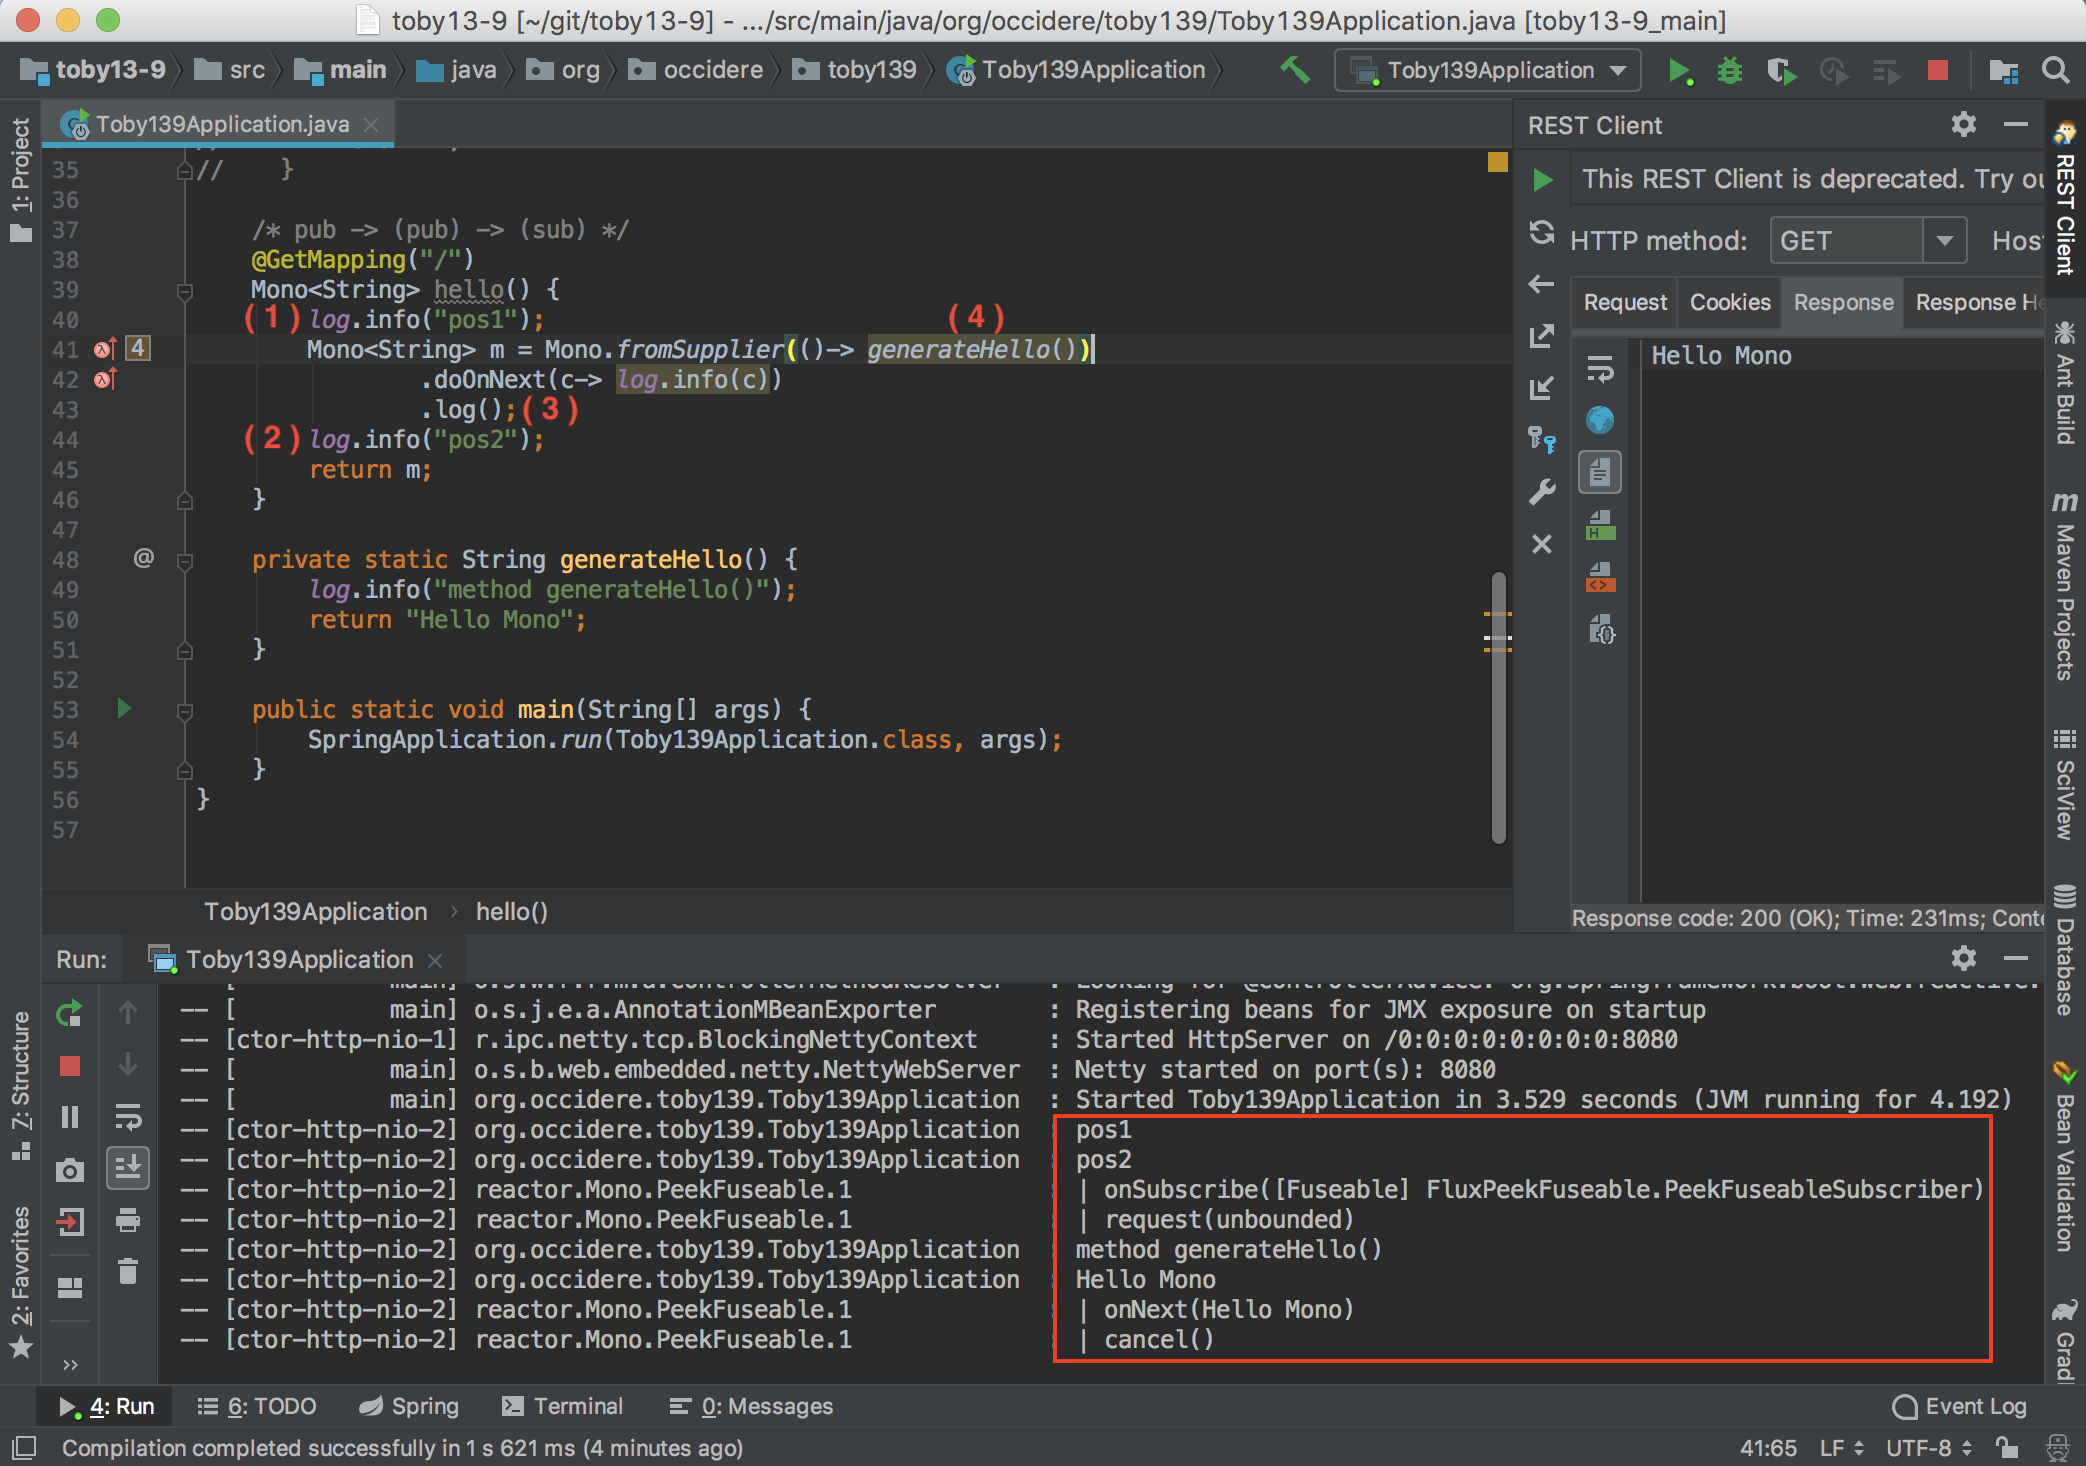 toby13-9 [~/git/toby13-9] - .../src/main/java/org/occidere/toby139/Toby139Application.java [toby13-9_main]
toby13-9 src main java org occidere toby139 Toby139Application Toby139Application
1: Project
Toby139Application.java
35 // }
36
37 /* pub -> (pub) -> (sub) */
38 @GetMapping("/")
39 Mono<String> hello() {
40 (1) log.info("pos1"); (4)
41 4 Mono<String> m = Mono.fromSupplier(()-> generateHello())
42 .doOnNext(c-> log.info(c))
43 .log(); (3)
44 (2) log.info("pos2");
45 return m;
46 }
47
48 @ private static String generateHello() {
49 log.info("method generateHello()");
50 return "Hello Mono";
51 }
52
53 public static void main(String[] args) {
54 SpringApplication.run(Toby139Application.class, args);
55 }
56 }
57
Toby139Application › hello()
REST Client
This REST Client is deprecated. Try ou
HTTP method: GET Hos
Request Cookies Response Response He
Hello Mono
Response code: 200 (OK); Time: 231ms; Conte
REST Client
Ant Build
m Maven Projects
SciView
Database
Bean Validation
Gradl
7: Structure
2: Favorites
Run: Toby139Application
-- [ main] o.s.j.e.a.AnnotationMBeanExporter : Registering beans for JMX exposure on startup
-- [ctor-http-nio-1] r.ipc.netty.tcp.BlockingNettyContext : Started HttpServer on /0:0:0:0:0:0:0:0:8080
-- [ main] o.s.b.web.embedded.netty.NettyWebServer : Netty started on port(s): 8080
-- [ main] org.occidere.toby139.Toby139Application : Started Toby139Application in 3.529 seconds (JVM running for 4.192)
-- [ctor-http-nio-2] org.occidere.toby139.Toby139Application : pos1
-- [ctor-http-nio-2] org.occidere.toby139.Toby139Application : pos2
-- [ctor-http-nio-2] reactor.Mono.PeekFuseable.1 : | onSubscribe([Fuseable] FluxPeekFuseable.PeekFuseableSubscriber)
-- [ctor-http-nio-2] reactor.Mono.PeekFuseable.1 : | request(unbounded)
-- [ctor-http-nio-2] org.occidere.toby139.Toby139Application : method generateHello()
-- [ctor-http-nio-2] org.occidere.toby139.Toby139Application : Hello Mono
-- [ctor-http-nio-2] reactor.Mono.PeekFuseable.1 : | onNext(Hello Mono)
-- [ctor-http-nio-2] reactor.Mono.PeekFuseable.1 : | cancel()
4: Run 6: TODO Spring Terminal 0: Messages Event Log
Compilation completed successfully in 1 s 621 ms (4 minutes ago) 41:65 LF UTF-8